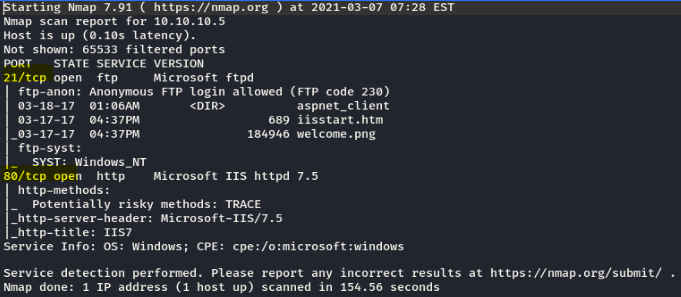 Starting Nmap 7.91 ( https://nmap.org ) at 2021-03-07 07:28 EST
Nmap scan report for 10.10.10.5
Host is up (0.10s latency).
Not shown: 65533 filtered ports
PORT   STATE SERVICE VERSION
21/tcp open  ftp     Microsoft ftpd
| ftp-anon: Anonymous FTP login allowed (FTP code 230)
| 03-18-17  01:06AM       <DIR>          aspnet_client
| 03-17-17  04:37PM                  689 iisstart.htm
|_03-17-17  04:37PM               184946 welcome.png
| ftp-syst:
|_  SYST: Windows_NT
80/tcp open  http    Microsoft IIS httpd 7.5
| http-methods:
|_  Potentially risky methods: TRACE
|_http-server-header: Microsoft-IIS/7.5
|_http-title: IIS7
Service Info: OS: Windows; CPE: cpe:/o:microsoft:windows

Service detection performed. Please report any incorrect results at https://nmap.org/submit/ .
Nmap done: 1 IP address (1 host up) scanned in 154.56 seconds